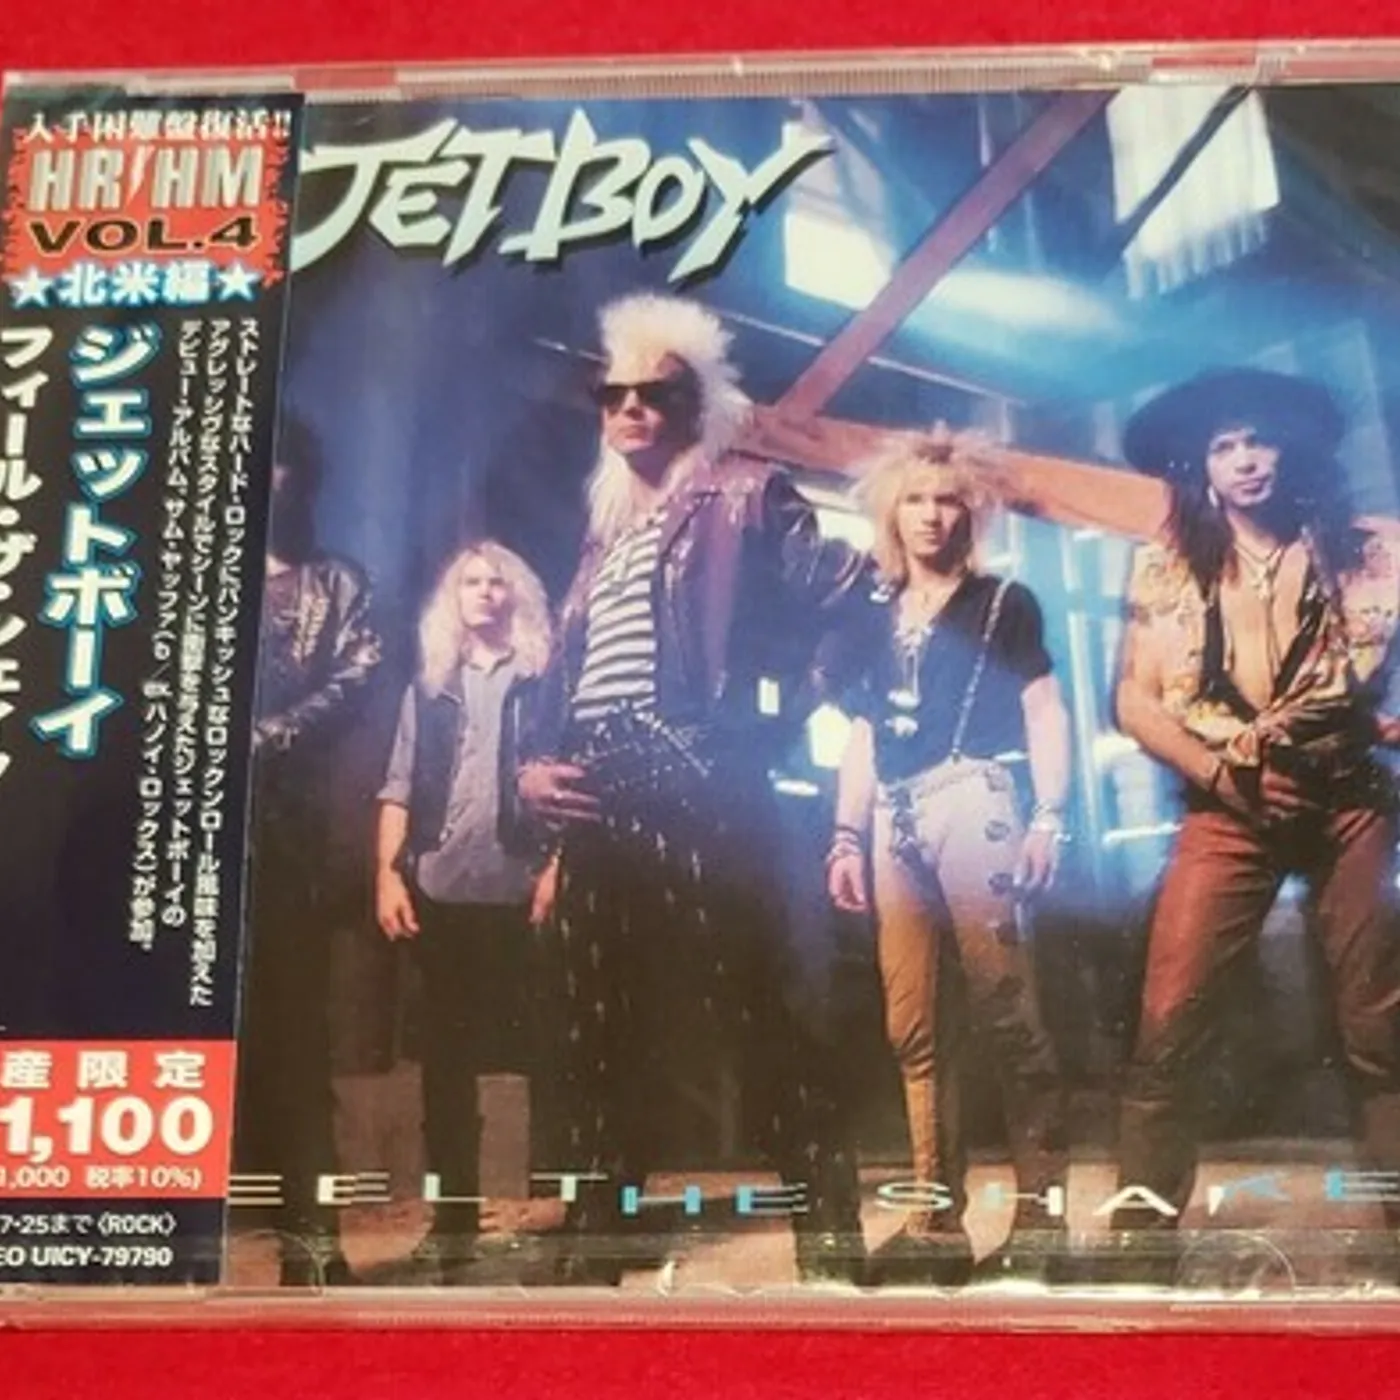 入手困難盤復活!!
HR/HM
VOL.4
★北米編★
JETBOY
ストレートなハード・ロックにパンキッシュなロックンロール風味を加えた
アグレッシヴなスタイルでシーンに衝撃を与えたジェットボーイの
デビュー・アルバム。サム・ヤッファ(b/exハノイ・ロックス)が参加。
ジェットボーイ
フィール・ザ・シェイク
産限定
1,100
1,000 税率10%)
7・25まで〈ROCK〉
EO UICY-79790
EEL THE SHAKE